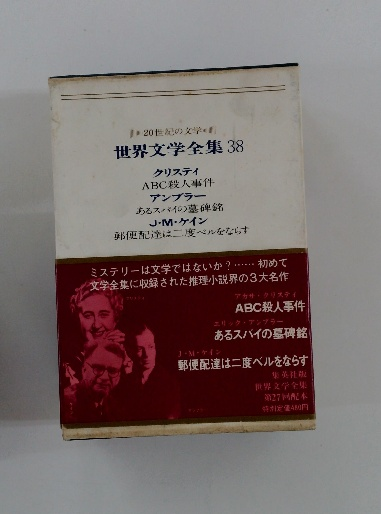 20世紀の文学
世界文学全集 38
クリスティ
ABC殺人事件
アンブラー
あるスパイの墓碑銘
J・M・ケイン
郵便配達は二度ベルをならす
ミステリーは文学ではないか?……初めて
文学全集に収録された推理小説界の3大名作
アガサ・クリスティ
ABC殺人事件
エリック・アンブラー
あるスパイの墓碑銘
J・M・ケイン
郵便配達は二度ベルをならす
集英社版
世界文学全集
第27回配本
特別定価480円